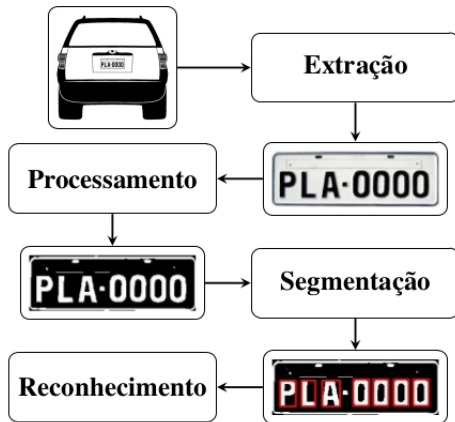 PLA·0000
Extração
PLA·0000
Processamento
PLA·0000
Segmentação
PLA·0000
Reconhecimento